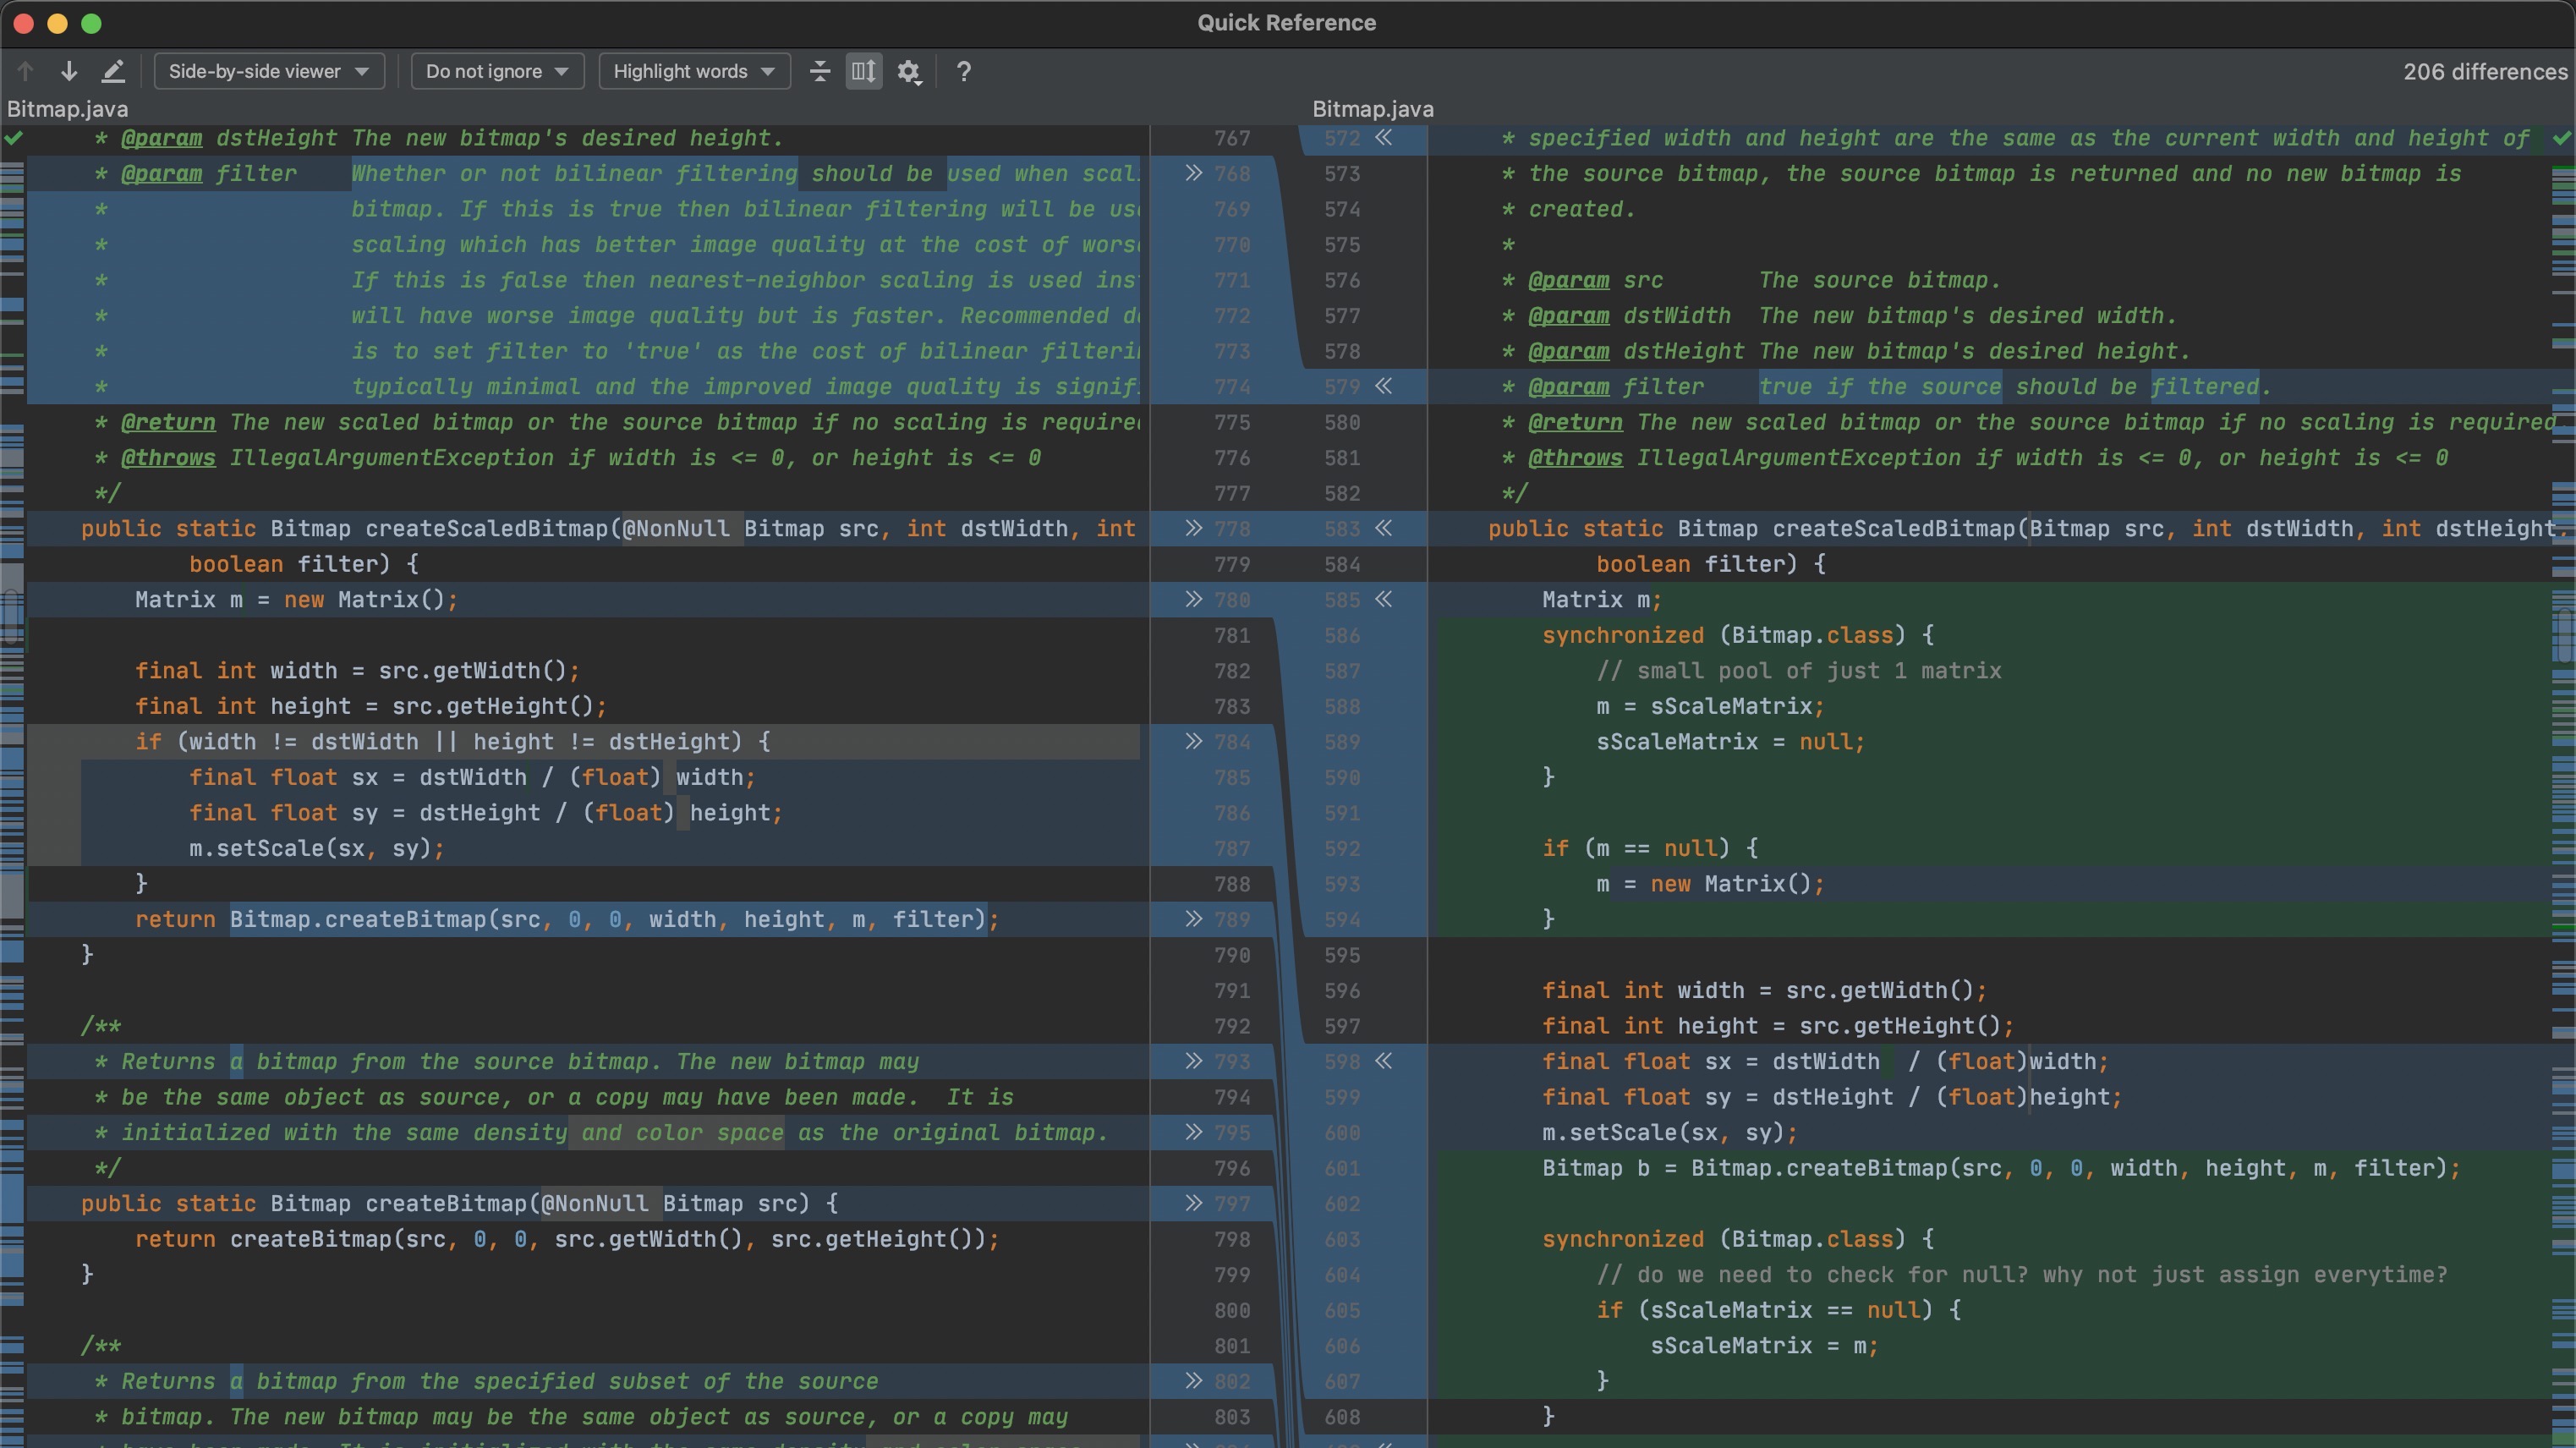 Quick Reference
Side-by-side viewer
Do not ignore
Highlight words
?
206 differences
Bitmap.java
* @param dstHeight The new bitmap's desired height.
* @param filter    Whether or not bilinear filtering should be used when scal
*                  bitmap. If this is true then bilinear filtering will be us
*                  scaling which has better image quality at the cost of wors
*                  If this is false then nearest-neighbor scaling is used ins
*                  will have worse image quality but is faster. Recommended d
*                  is to set filter to 'true' as the cost of bilinear filteri
*                  typically minimal and the improved image quality is signif
* @return The new scaled bitmap or the source bitmap if no scaling is require
* @throws IllegalArgumentException if width is <= 0, or height is <= 0
*/
public static Bitmap createScaledBitmap(@NonNull Bitmap src, int dstWidth, int
boolean filter) {
Matrix m = new Matrix();
final int width = src.getWidth();
final int height = src.getHeight();
if (width != dstWidth || height != dstHeight) {
final float sx = dstWidth / (float) width;
final float sy = dstHeight / (float) height;
m.setScale(sx, sy);
}
return Bitmap.createBitmap(src, 0, 0, width, height, m, filter);
}
/**
* Returns a bitmap from the source bitmap. The new bitmap may
* be the same object as source, or a copy may have been made.  It is
* initialized with the same density and color space as the original bitmap.
*/
public static Bitmap createBitmap(@NonNull Bitmap src) {
return createBitmap(src, 0, 0, src.getWidth(), src.getHeight());
}
/**
* Returns a bitmap from the specified subset of the source
* bitmap. The new bitmap may be the same object as source, or a copy may
767
768
769
770
771
772
773
774
775
776
777
778
779
780
781
782
783
784
785
786
787
788
789
790
791
792
793
794
795
796
797
798
799
800
801
802
803
572
573
574
575
576
577
578
579
580
581
582
583
584
585
586
587
588
589
590
591
592
593
594
595
596
597
598
599
600
601
602
603
604
605
606
607
608
Bitmap.java
* specified width and height are the same as the current width and height of
* the source bitmap, the source bitmap is returned and no new bitmap is
* created.
*
* @param src       The source bitmap.
* @param dstWidth  The new bitmap's desired width.
* @param dstHeight The new bitmap's desired height.
* @param filter    true if the source should be filtered.
* @return The new scaled bitmap or the source bitmap if no scaling is required
* @throws IllegalArgumentException if width is <= 0, or height is <= 0
*/
public static Bitmap createScaledBitmap(Bitmap src, int dstWidth, int dstHeight,
boolean filter) {
Matrix m;
synchronized (Bitmap.class) {
// small pool of just 1 matrix
m = sScaleMatrix;
sScaleMatrix = null;
}
if (m == null) {
m = new Matrix();
}
final int width = src.getWidth();
final int height = src.getHeight();
final float sx = dstWidth  / (float)width;
final float sy = dstHeight / (float)height;
m.setScale(sx, sy);
Bitmap b = Bitmap.createBitmap(src, 0, 0, width, height, m, filter);
synchronized (Bitmap.class) {
// do we need to check for null? why not just assign everytime?
if (sScaleMatrix == null) {
sScaleMatrix = m;
}
}